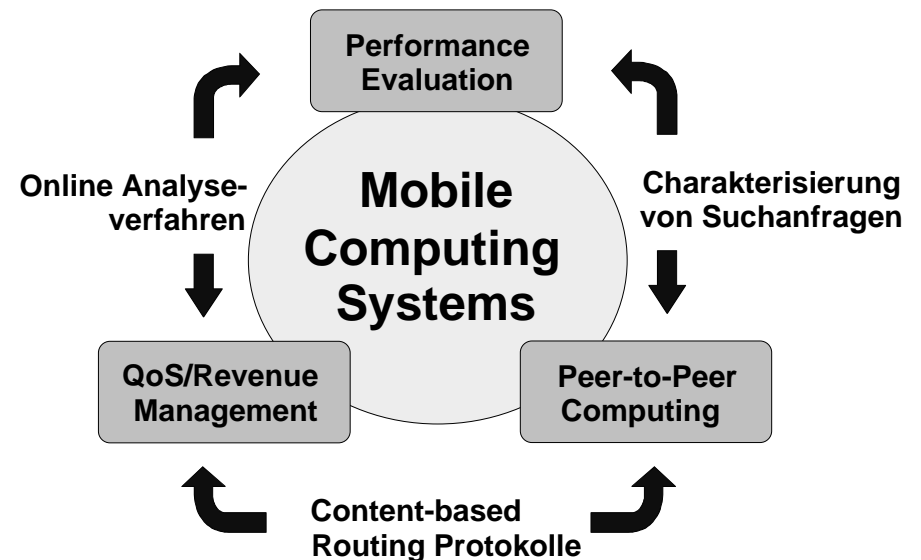 Performance
Evaluation
Online Analyse-
verfahren
Mobile
Computing
Systems
Charakterisierung
von Suchanfragen
QoS/Revenue
Management
Peer-to-Peer
Computing
Content-based
Routing Protokolle